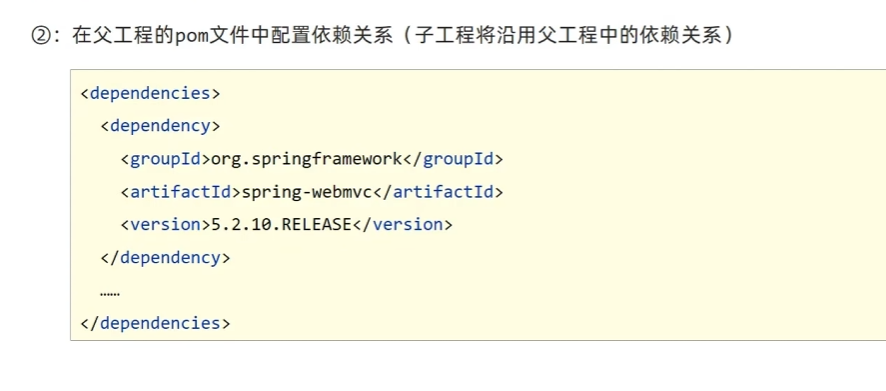 ②：在父工程的pom文件中配置依赖关系（子工程将沿用父工程中的依赖关系）
<dependencies>
<dependency>
<groupId>org.springframework</groupId>
<artifactId>spring-webmvc</artifactId>
<version>5.2.10.RELEASE</version>
</dependency>
……
</dependencies>